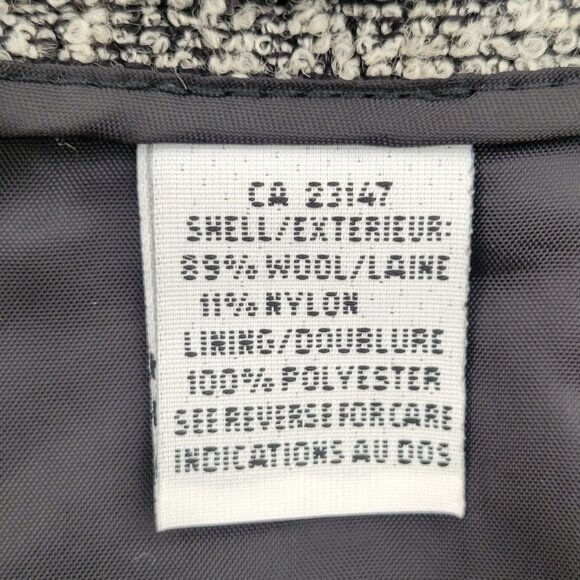 CA 23147
SHELL/EXTERIEUR:
89% WOOL/LAINE
11% NYLON
LINING/DOUBLURE
100% POLYESTER
SEE REVERSE FOR CARE
INDICATIONS AU DOS